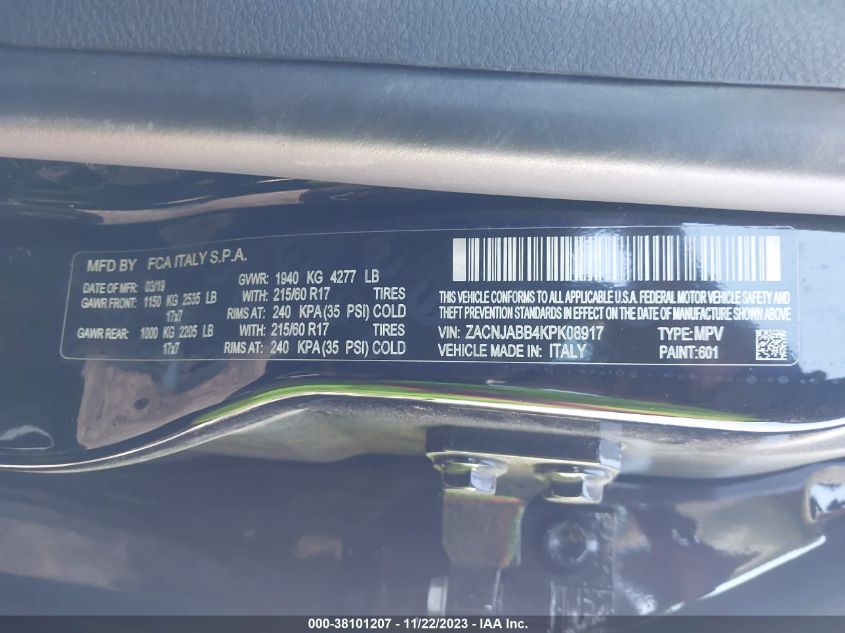 MFD BY FCA ITALY S.P.A.
DATE OF MFR: 03/19 GVWR: 1940 KG 4277 LB
GAWR FRONT: 1150 KG 2535 LB WITH: 215/60 R17 TIRES
17x7 RIMS AT: 240 KPA (35 PSI) COLD
GAWR REAR: 1000 KG 2205 LB WITH: 215/60 R17 TIRES
17x7 RIMS AT: 240 KPA (35 PSI) COLD
THIS VEHICLE CONFORMS TO ALL APPLICABLE U.S.A. FEDERAL MOTOR VEHICLE SAFETY AND
THEFT PREVENTION STANDARDS IN EFFECT ON THE DATE OF MANUFACTURE SHOWN ABOVE
VIN: ZACNJABB4KPK08917 TYPE: MPV
VEHICLE MADE IN: ITALY PAINT: 601
000-38101207 - 11/22/2023 - IAA Inc.